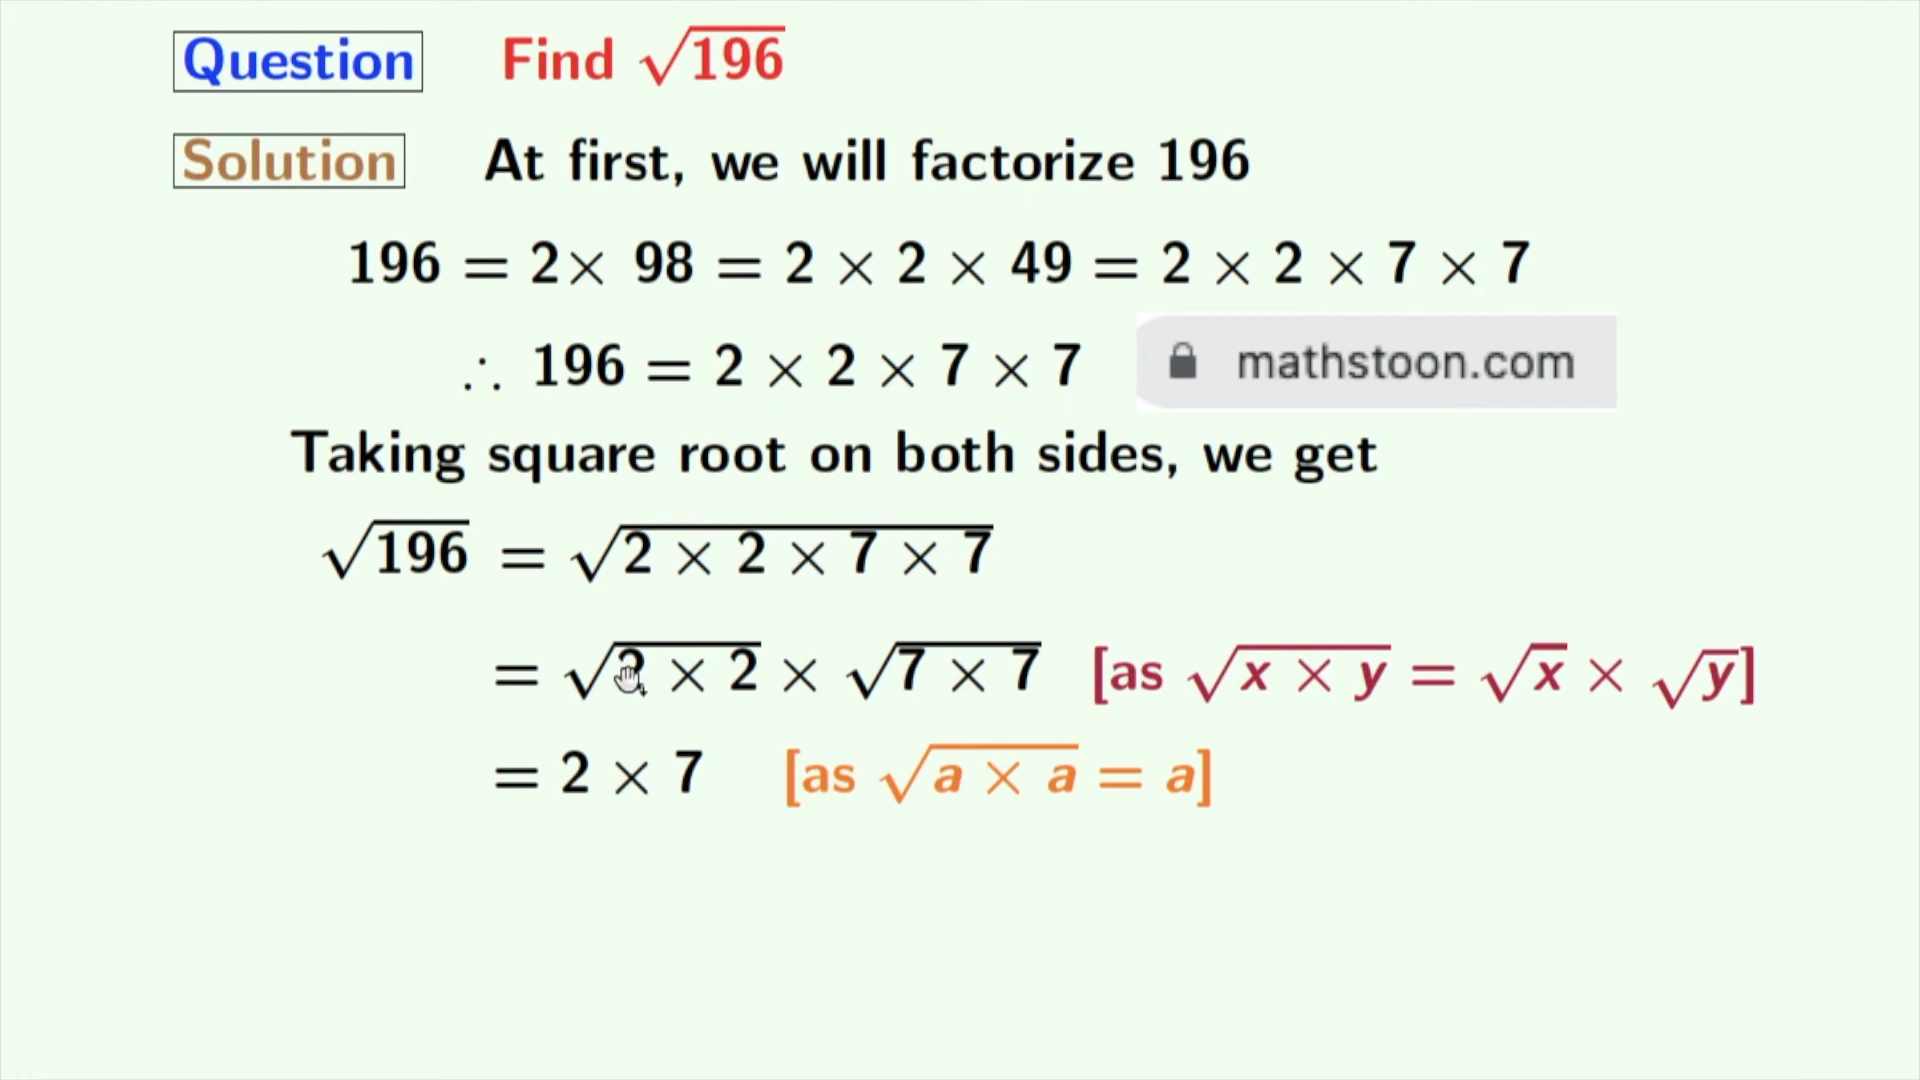 Question Find √196
Solution At first, we will factorize 196
196 = 2× 98 = 2 × 2 × 49 = 2 × 2 × 7 × 7
∴ 196 = 2 × 2 × 7 × 7 mathstoon.com
Taking square root on both sides, we get
√196 = √(2 × 2 × 7 × 7)
= √(2 × 2) × √(7 × 7) [as √(x × y) = √x × √y]
= 2 × 7 [as √(a × a) = a]